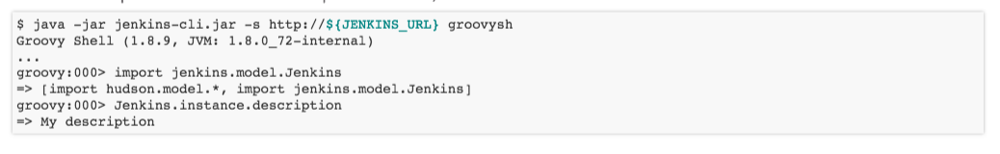 $ java -jar jenkins-cli.jar -s http://${JENKINS_URL} groovysh
Groovy Shell (1.8.9, JVM: 1.8.0_72-internal)
...
groovy:000> import jenkins.model.Jenkins
=> [import hudson.model.*, import jenkins.model.Jenkins]
groovy:000> Jenkins.instance.description
=> My description